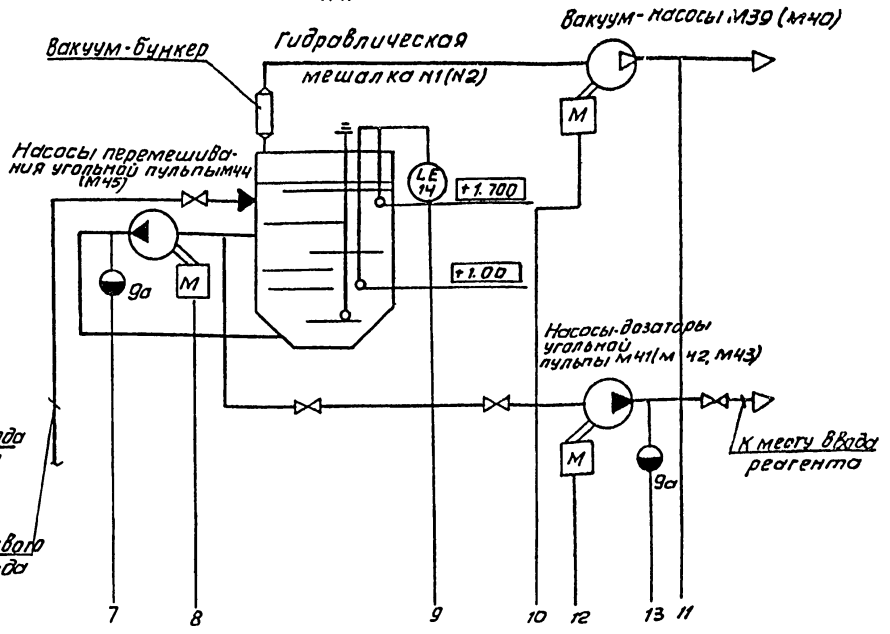 Вакуум-насосы М39 (М40)
Вакуум-бункер
Гидравлическая
мешалка N1(N2)
М
Насосы перемешива-
ния угольной пульпы М44
(М45)
LE
14
+1.700
М
9а
+1.00
Насосы-дозаторы
угольной
пульпы М41(М42, М43)
М
9а
К месту ввода
реагента
7
8
9
10
12
13
11